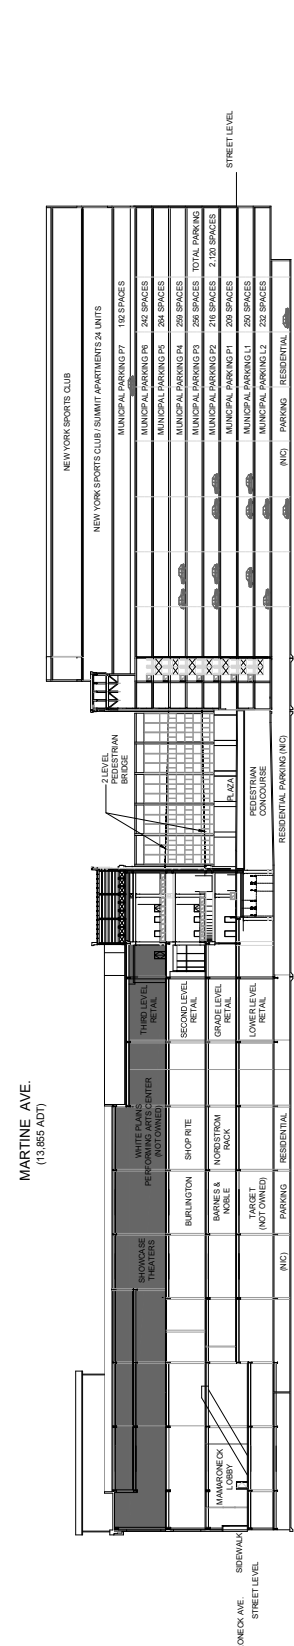 MARTINE AVE.
(13,855 ADT)
STREET LEVEL
NEW YORK SPORTS CLUB
NEW YORK SPORTS CLUB / SUMMIT APARTMENTS 24 UNITS
MUNICIPAL PARKING P7 192 SPACES
MUNICIPAL PARKING P6 242 SPACES
MUNICIPAL PARKING P5 264 SPACES
MUNICIPAL PARKING P4 259 SPACES
MUNICIPAL PARKING P3 256 SPACES TOTAL PARKING
MUNICIPAL PARKING P2 216 SPACES 2,120 SPACES
MUNICIPAL PARKING P1 209 SPACES
MUNICIPAL PARKING L1 250 SPACES
MUNICIPAL PARKING L2 232 SPACES
(NIC) PARKING RESIDENTIAL
2 LEVEL
PEDESTRIAN
BRIDGE
PLAZA
PEDESTRIAN
CONCOURSE
RESIDENTIAL PARKING (NIC)
THIRD LEVEL
RETAIL
SECOND LEVEL
RETAIL
GRADE LEVEL
RETAIL
LOWER LEVEL
RETAIL
WHITE PLAINS
PERFORMING ARTS CENTER
(NOT OWNED)
SHOWCASE
THEATERS
BURLINGTON
SHOP RITE
BARNES &
NOBLE
NORDSTROM
RACK
TARGET
(NOT OWNED)
(NIC) PARKING RESIDENTIAL
MAMARONECK
LOBBY
SIDEWALK
ONECK AVE.
STREET LEVEL